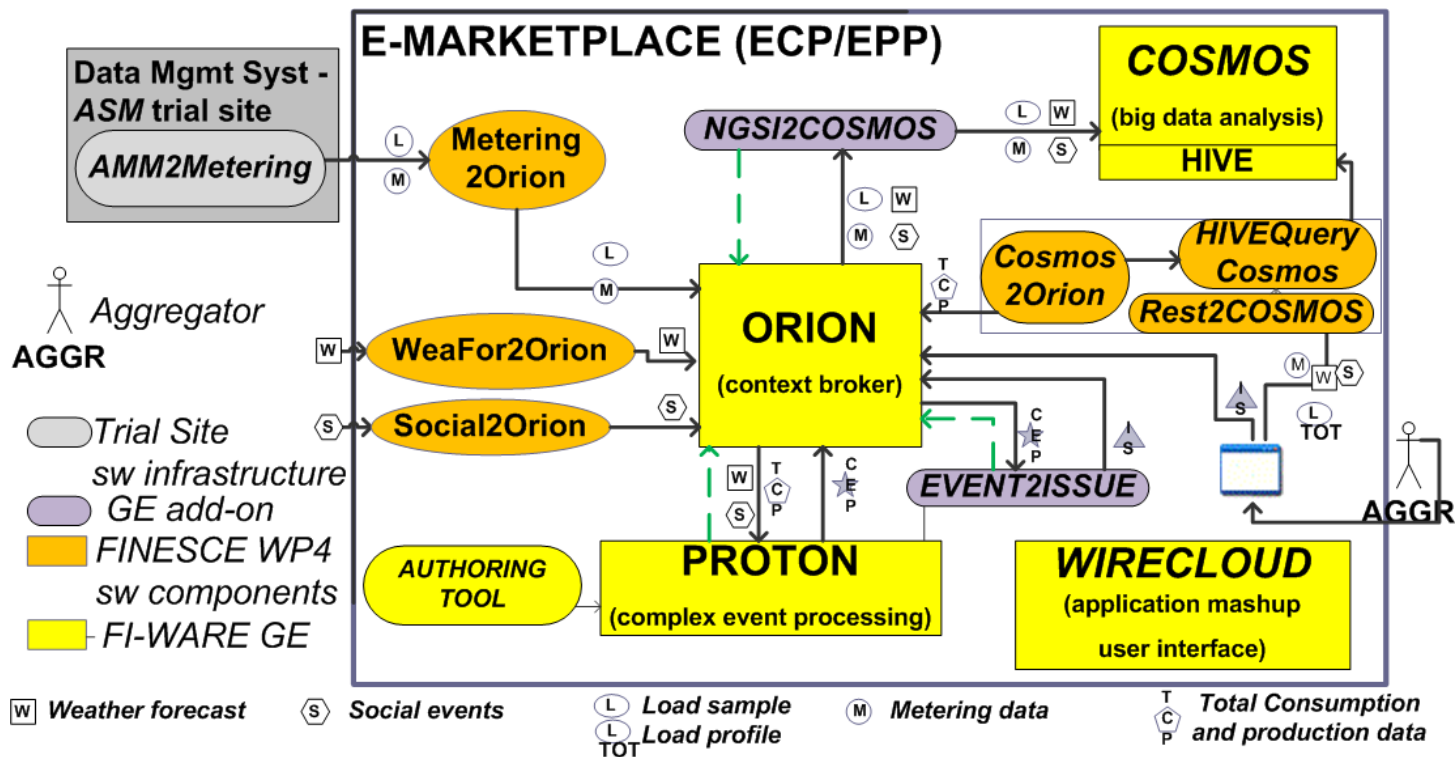 E-MARKETPLACE (ECP/EPP)
Data Mgmt Syst -
ASM trial site
AMM2Metering
L
M
Metering
2Orion
L
M
NGSI2COSMOS
L
W
M
S
COSMOS
(big data analysis)
HIVE
L
W
M
S
HIVEQuery
Cosmos
Cosmos
2Orion
Rest2COSMOS
T
C
P
ORION
(context broker)
Aggregator
AGGR
W
WeaFor2Orion
W
S
Social2Orion
S
M
W
S
L
TOT
I
S
AGGR
Trial Site
sw infrastructure
GE add-on
FINESCE WP4
sw components
FI-WARE GE
W
S
T
C
P
C
E
P
C
E
P
I
S
EVENT2ISSUE
AUTHORING
TOOL
PROTON
(complex event processing)
WIRECLOUD
(application mashup
user interface)
W Weather forecast
S Social events
L Load sample
L
TOT Load profile
M Metering data
T
C
P
Total Consumption
and production data